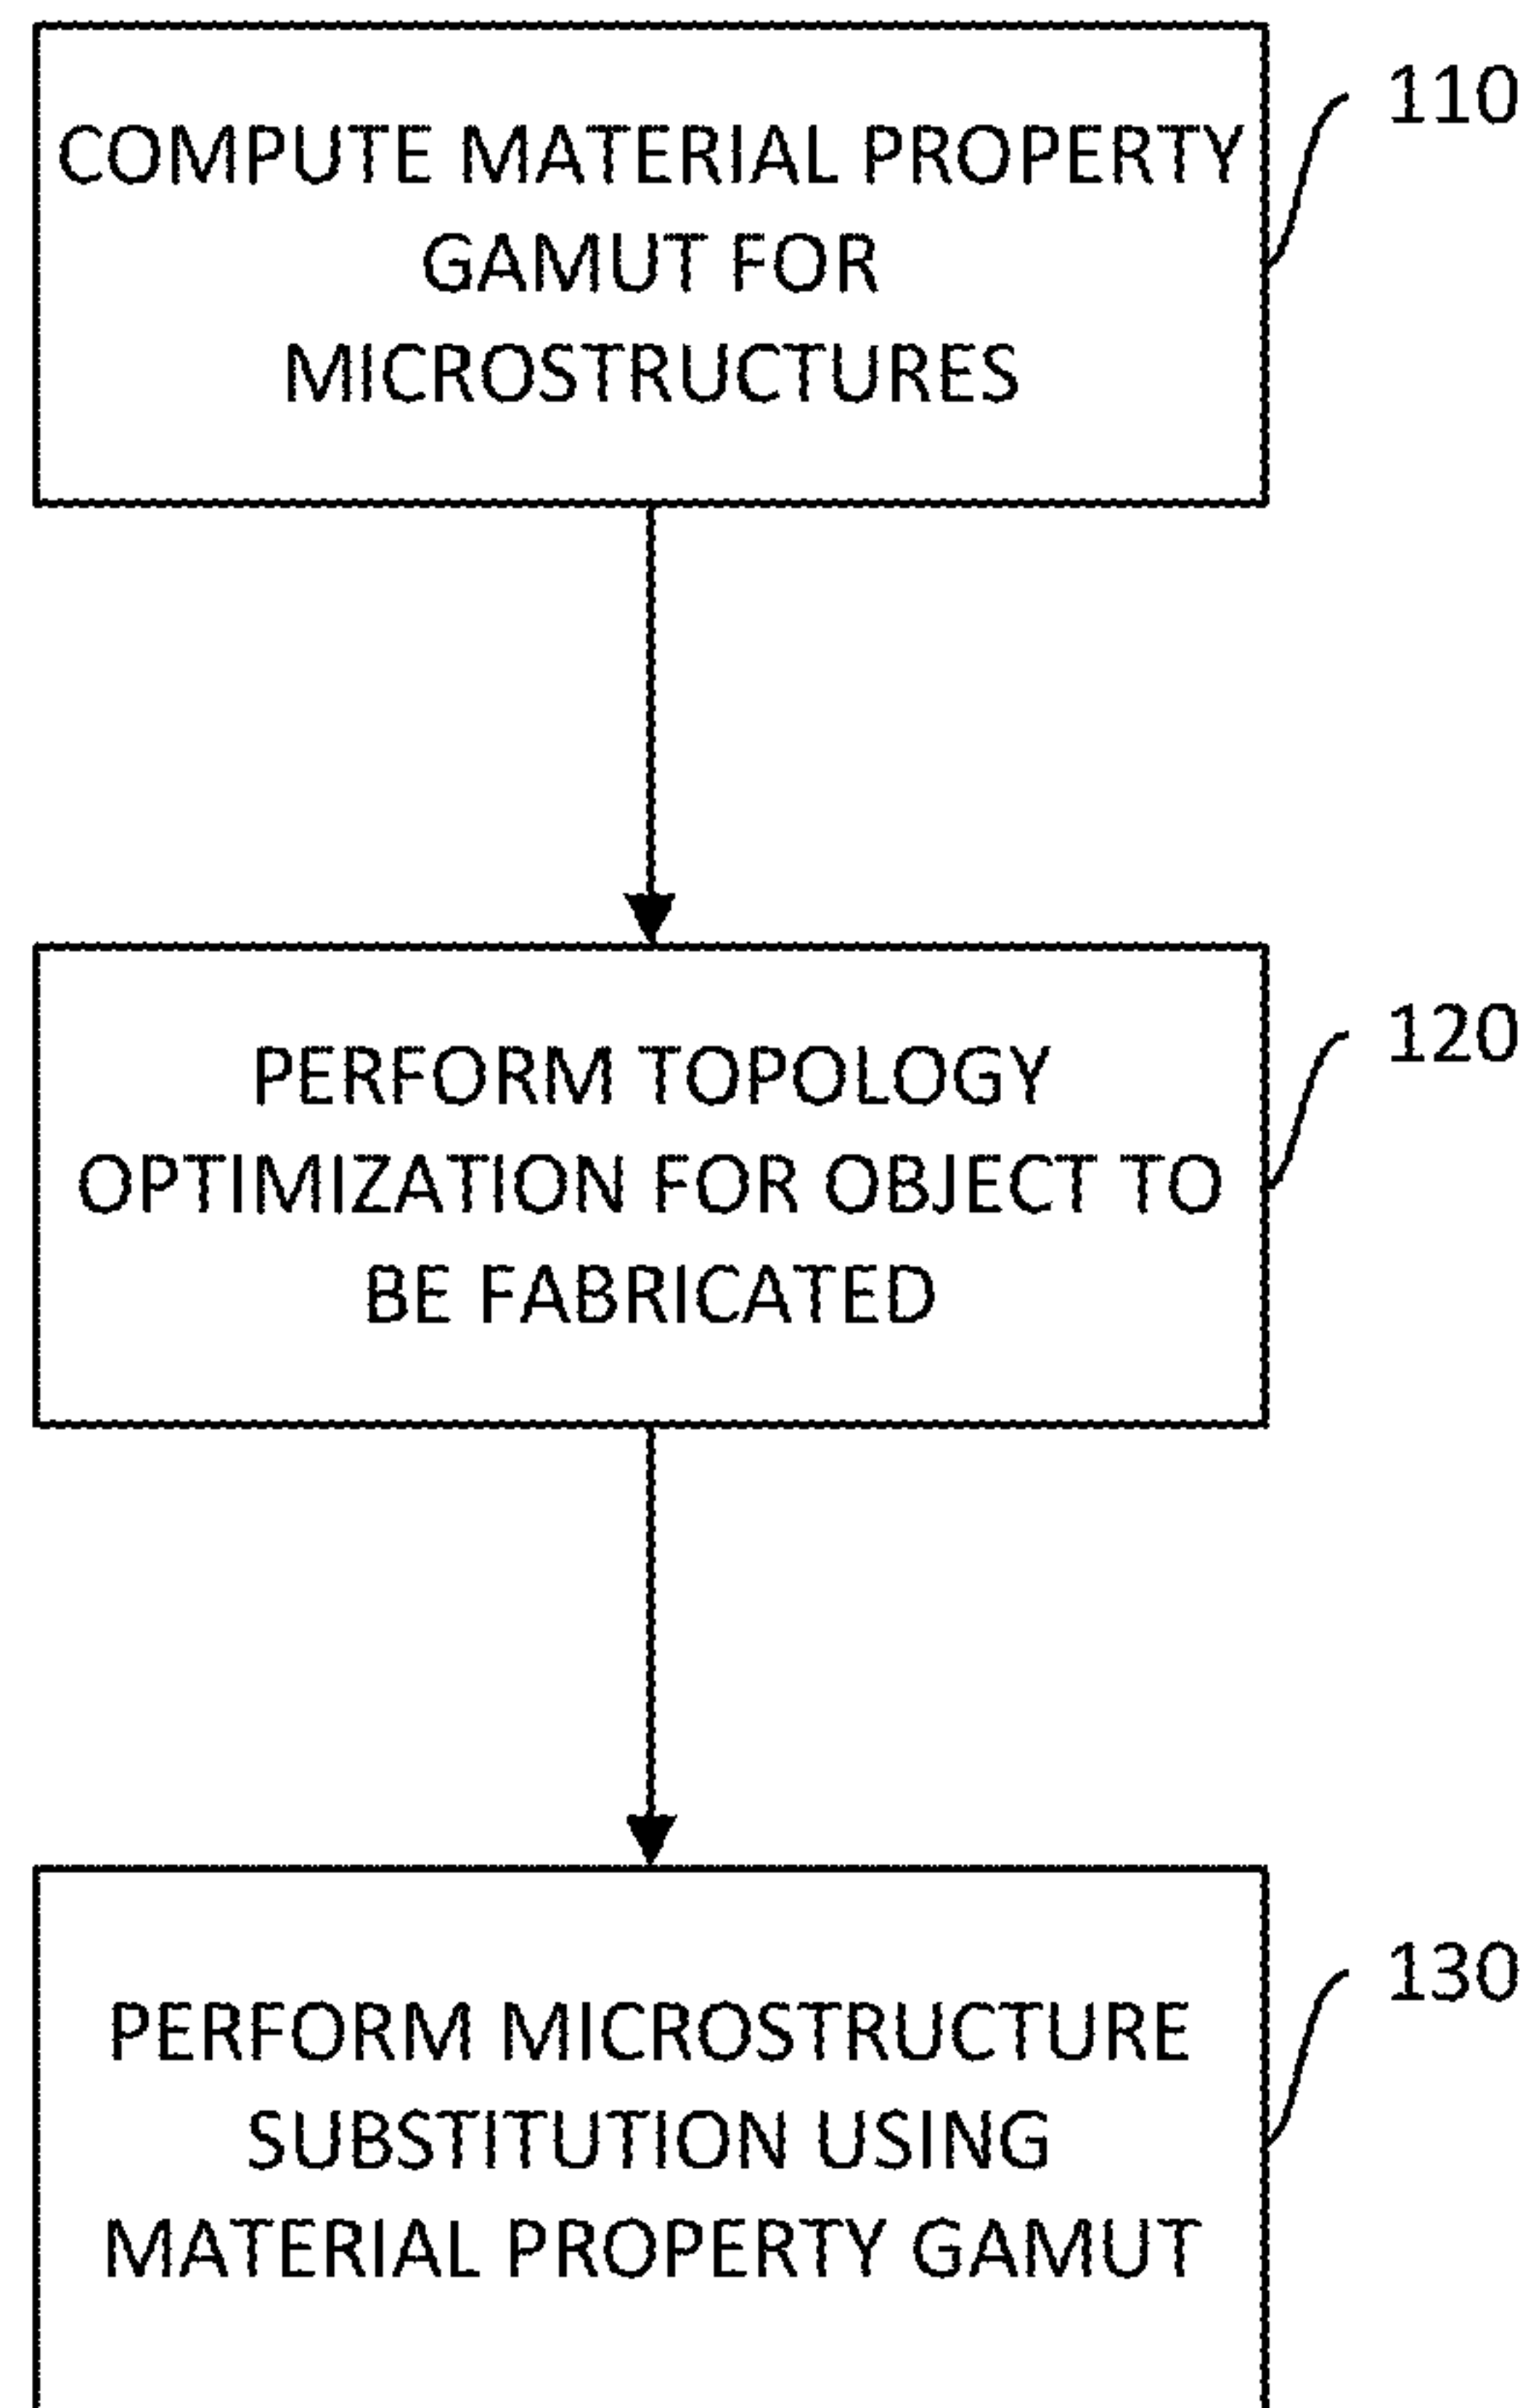 COMPUTE MATERIAL PROPERTY
GAMUT FOR
MICROSTRUCTURES
110
PERFORM TOPOLOGY
OPTIMIZATION FOR OBJECT TO
BE FABRICATED
120
PERFORM MICROSTRUCTURE
SUBSTITUTION USING
MATERIAL PROPERTY GAMUT
130